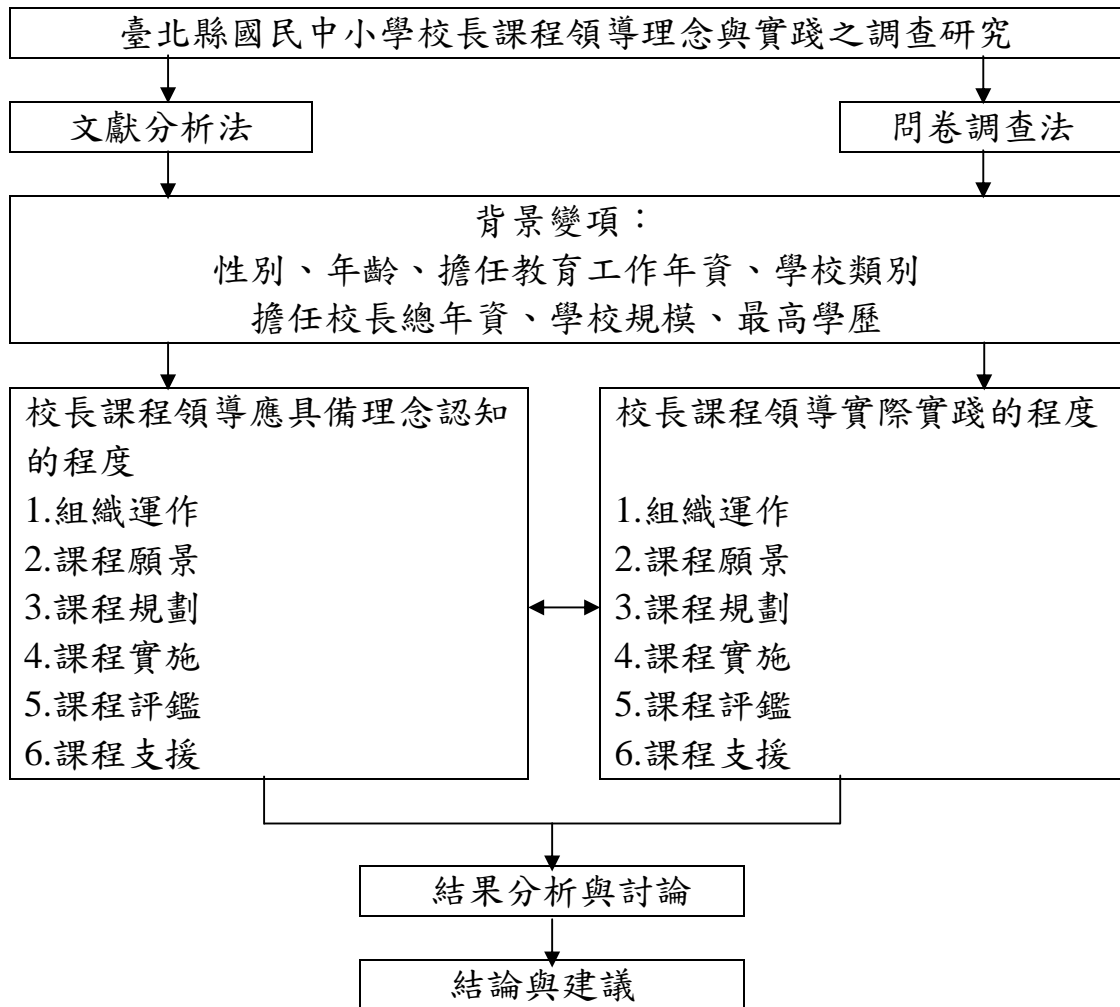 臺北縣國民中小學校長課程領導理念與實踐之調查研究
文獻分析法
問卷調查法
背景變項：
性別、年齡、擔任教育工作年資、學校類別
擔任校長總年資、學校規模、最高學歷
校長課程領導應具備理念認知
的程度
1.組織運作
2.課程願景
3.課程規劃
4.課程實施
5.課程評鑑
6.課程支援
校長課程領導實際實踐的程度
1.組織運作
2.課程願景
3.課程規劃
4.課程實施
5.課程評鑑
6.課程支援
結果分析與討論
結論與建議